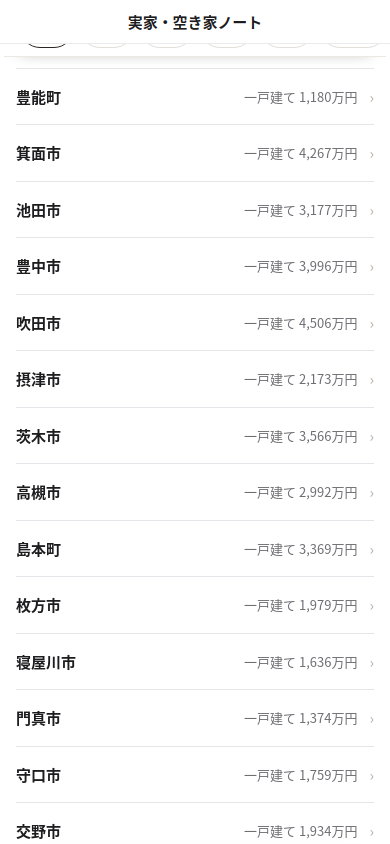 実家・空き家ノート
豊能町 一戸建て 1,180万円 ›
箕面市 一戸建て 4,267万円 ›
池田市 一戸建て 3,177万円 ›
豊中市 一戸建て 3,996万円 ›
吹田市 一戸建て 4,506万円 ›
摂津市 一戸建て 2,173万円 ›
茨木市 一戸建て 3,566万円 ›
高槻市 一戸建て 2,992万円 ›
島本町 一戸建て 3,369万円 ›
枚方市 一戸建て 1,979万円 ›
寝屋川市 一戸建て 1,636万円 ›
門真市 一戸建て 1,374万円 ›
守口市 一戸建て 1,759万円 ›
交野市 一戸建て 1,934万円 ›